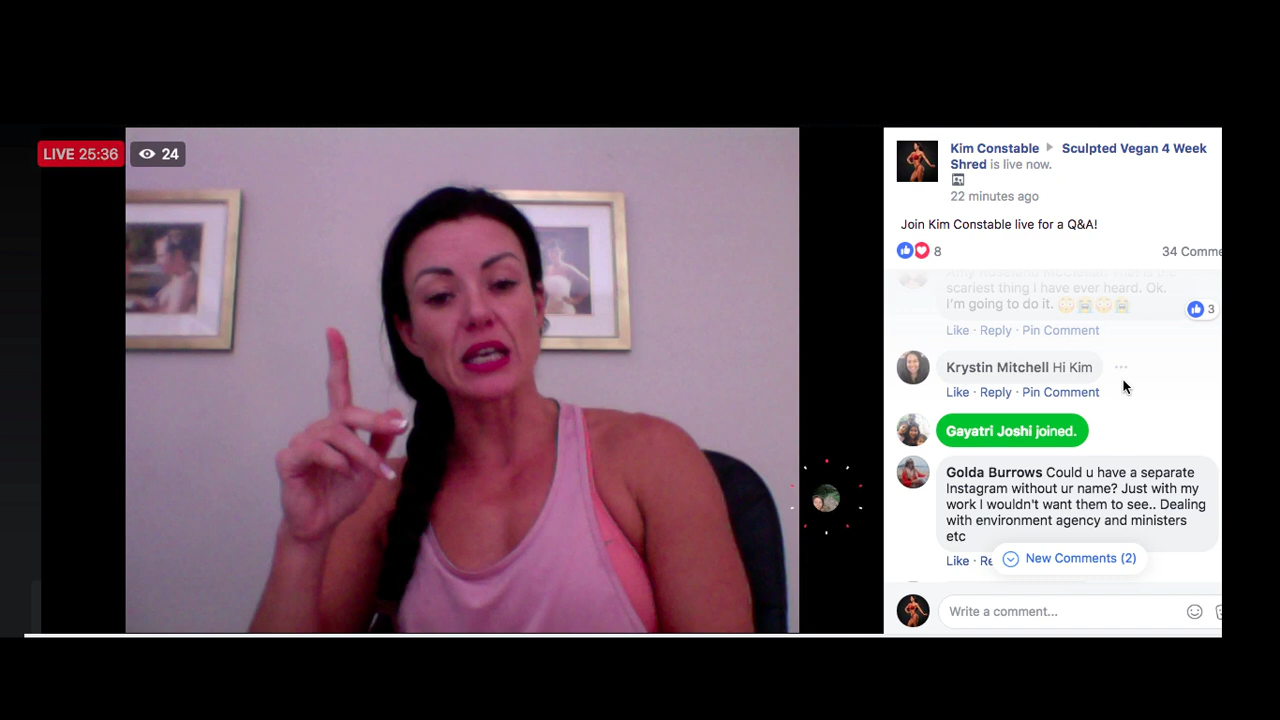 LIVE 25:36
24
Kim Constable ▸ Sculpted Vegan 4 Week
Shred is live now.
22 minutes ago
Join Kim Constable live for a Q&A!
8
34 Comme
scariest thing I have ever heard. Ok.
I'm going to do it. 😳😭😳😭
3
Like · Reply · Pin Comment
Krystin Mitchell Hi Kim
Like · Reply · Pin Comment
Gayatri Joshi joined.
Golda Burrows Could u have a separate
Instagram without ur name? Just with my
work I wouldn't want them to see.. Dealing
with environment agency and ministers
etc
Like · Re
New Comments (2)
Write a comment...